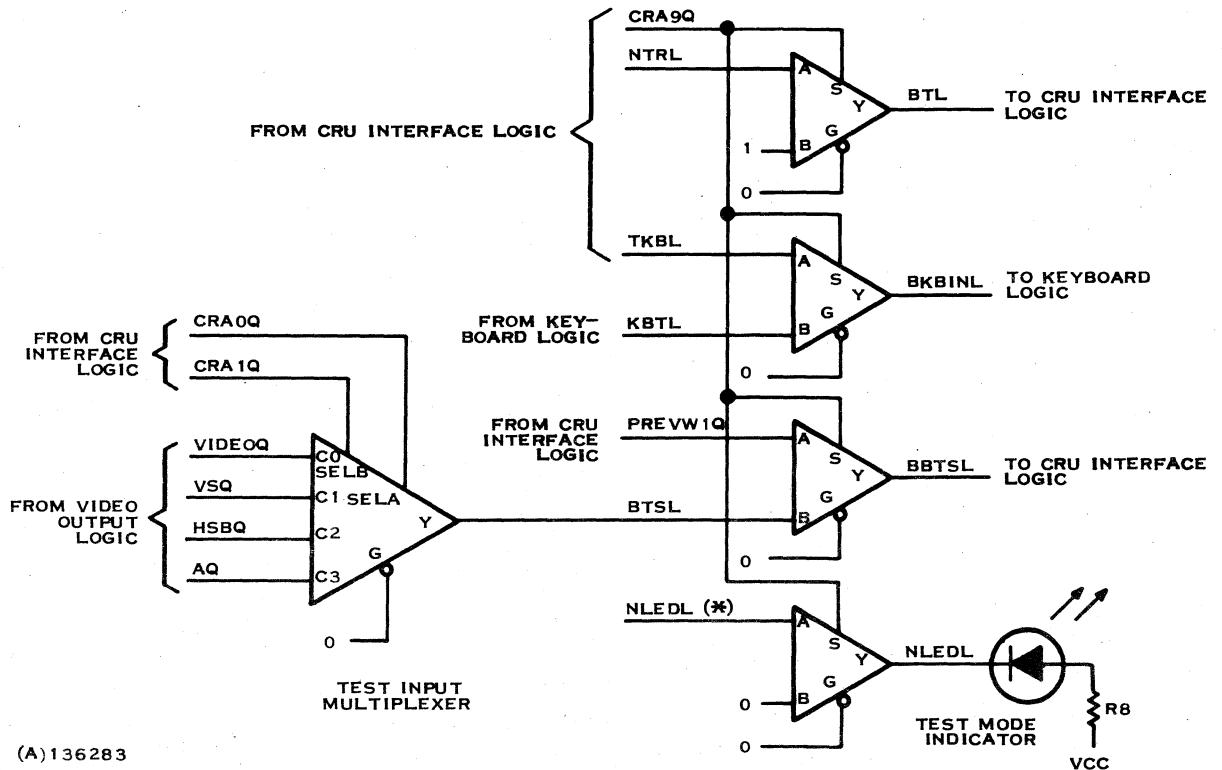 CRA9Q
NTRL
A
S
Y
BTL
TO CRU INTERFACE
LOGIC
FROM CRU INTERFACE LOGIC
G
1
B
0
TKBL
A
S
Y
BKBINL
TO KEYBOARD
LOGIC
G
FROM KEY-
BOARD LOGIC
KBTL
B
0
FROM CRU
INTERFACE
LOGIC
CRA0Q
CRA1Q
FROM CRU
INTERFACE
LOGIC
PREVW1Q
A
S
Y
BBTSL
TO CRU INTERFACE
LOGIC
G
BTSL
B
0
FROM VIDEO
OUTPUT
LOGIC
VIDEOQ
C0
SELB
VSQ
C1
SELA
Y
HSBQ
C2
G
AQ
C3
0
TEST INPUT
MULTIPLEXER
NLEDL (*)
A
S
Y
NLEDL
G
0
B
0
TEST MODE
INDICATOR
R8
VCC
(A)136283